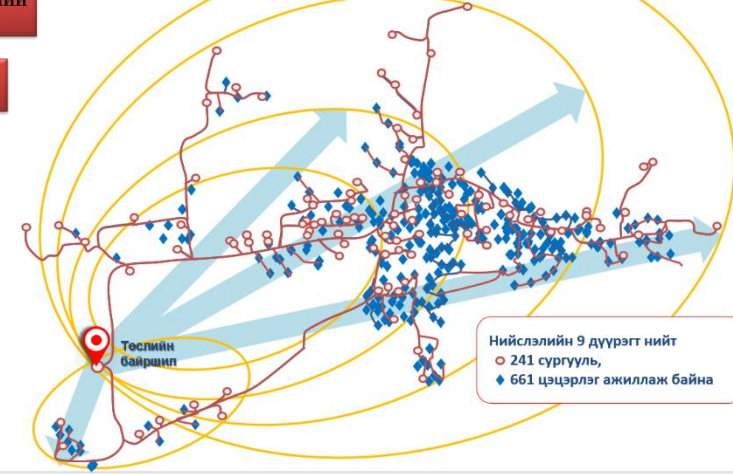 Төслийн
байршил
Нийслэлийн 9 дүүрэгт нийт
241 сургууль,
661 цэцэрлэг ажиллаж байна